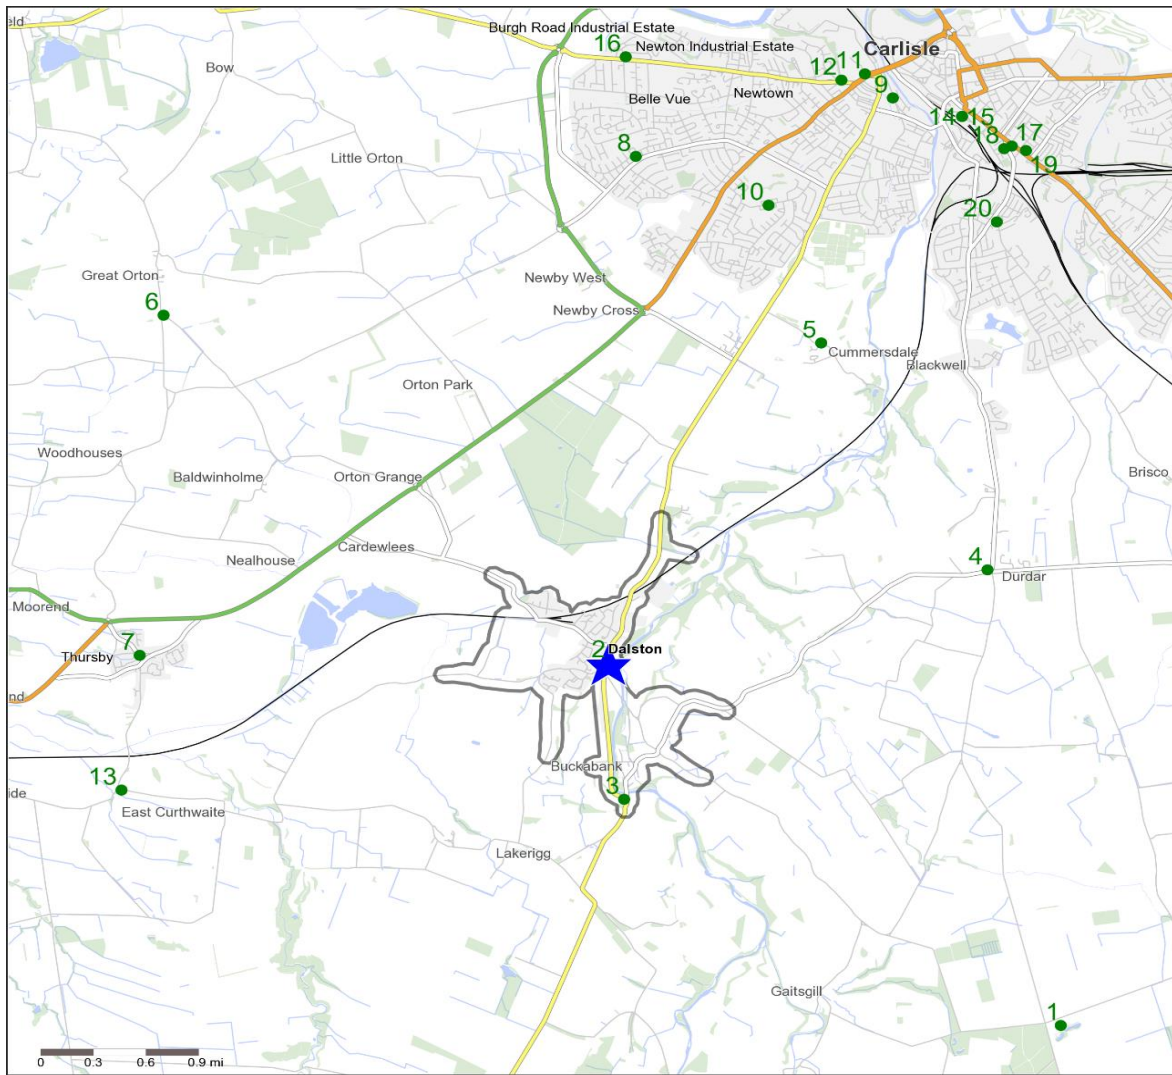 Burgh Road Industrial Estate
16
Newton Industrial Estate
Carlisle
Bow
12
11
Newtown
9
Belle Vue
14
15
17
18
19
8
Little Orton
10
20
Great Orton
Newby West
6
Newby Cross
5
Cummersdale
Blackwell
Orton Park
Woodhouses
Baldwinholme
Orton Grange
Brisco
Cardewlees
Nealhouse
4
Durdar
Moorend
7
Thursby
2
Dalston
nd
13
Buckabank
3
ide
East Curthwaite
Lakerigg
Gaitsgill
1
0
0.3
0.6
0.9 mi